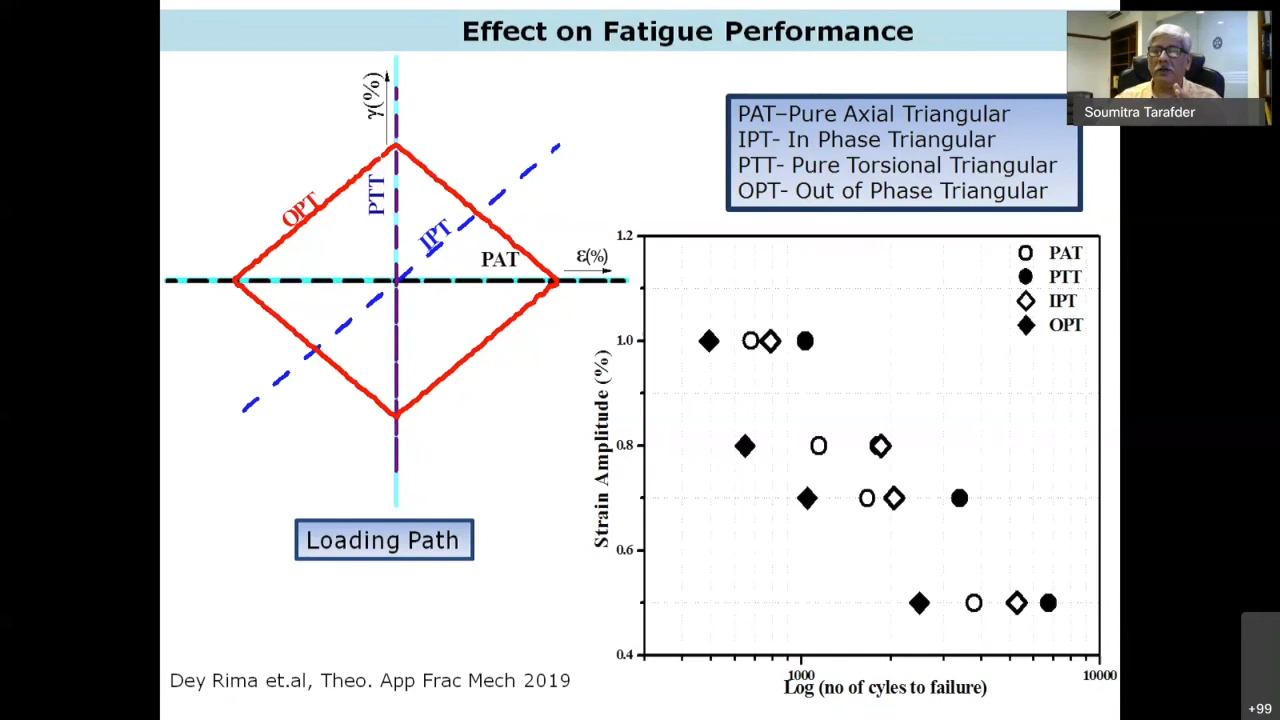 Effect on Fatigue Performance
Soumitra Tarafder
γ(%)
PTT
OPT
IPT
PAT
ε(%)
Loading Path
PAT–Pure Axial Triangular
IPT- In Phase Triangular
PTT- Pure Torsional Triangular
OPT- Out of Phase Triangular
PAT
PTT
IPT
OPT
1.2
1.0
0.8
0.6
0.4
Strain Amplitude (%)
1000
10000
Log (no of cyles to failure)
Dey Rima et.al, Theo. App Frac Mech 2019
+99